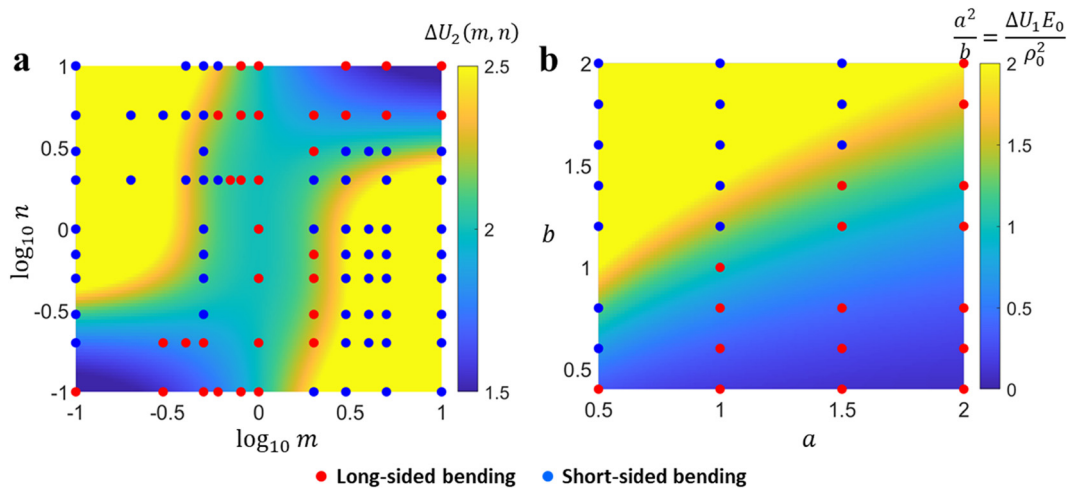 a
ΔU₂(m, n)
log₁₀ n
1
0.5
0
-0.5
-1
-1
-0.5
0
0.5
1
log₁₀ m
2.5
2
1.5
b
a²/b = ΔU₁E₀/ρ₀²
b
2
1.5
1
0.5
0.5
1
1.5
2
a
2
1.5
1
0.5
0
Long-sided bending
Short-sided bending